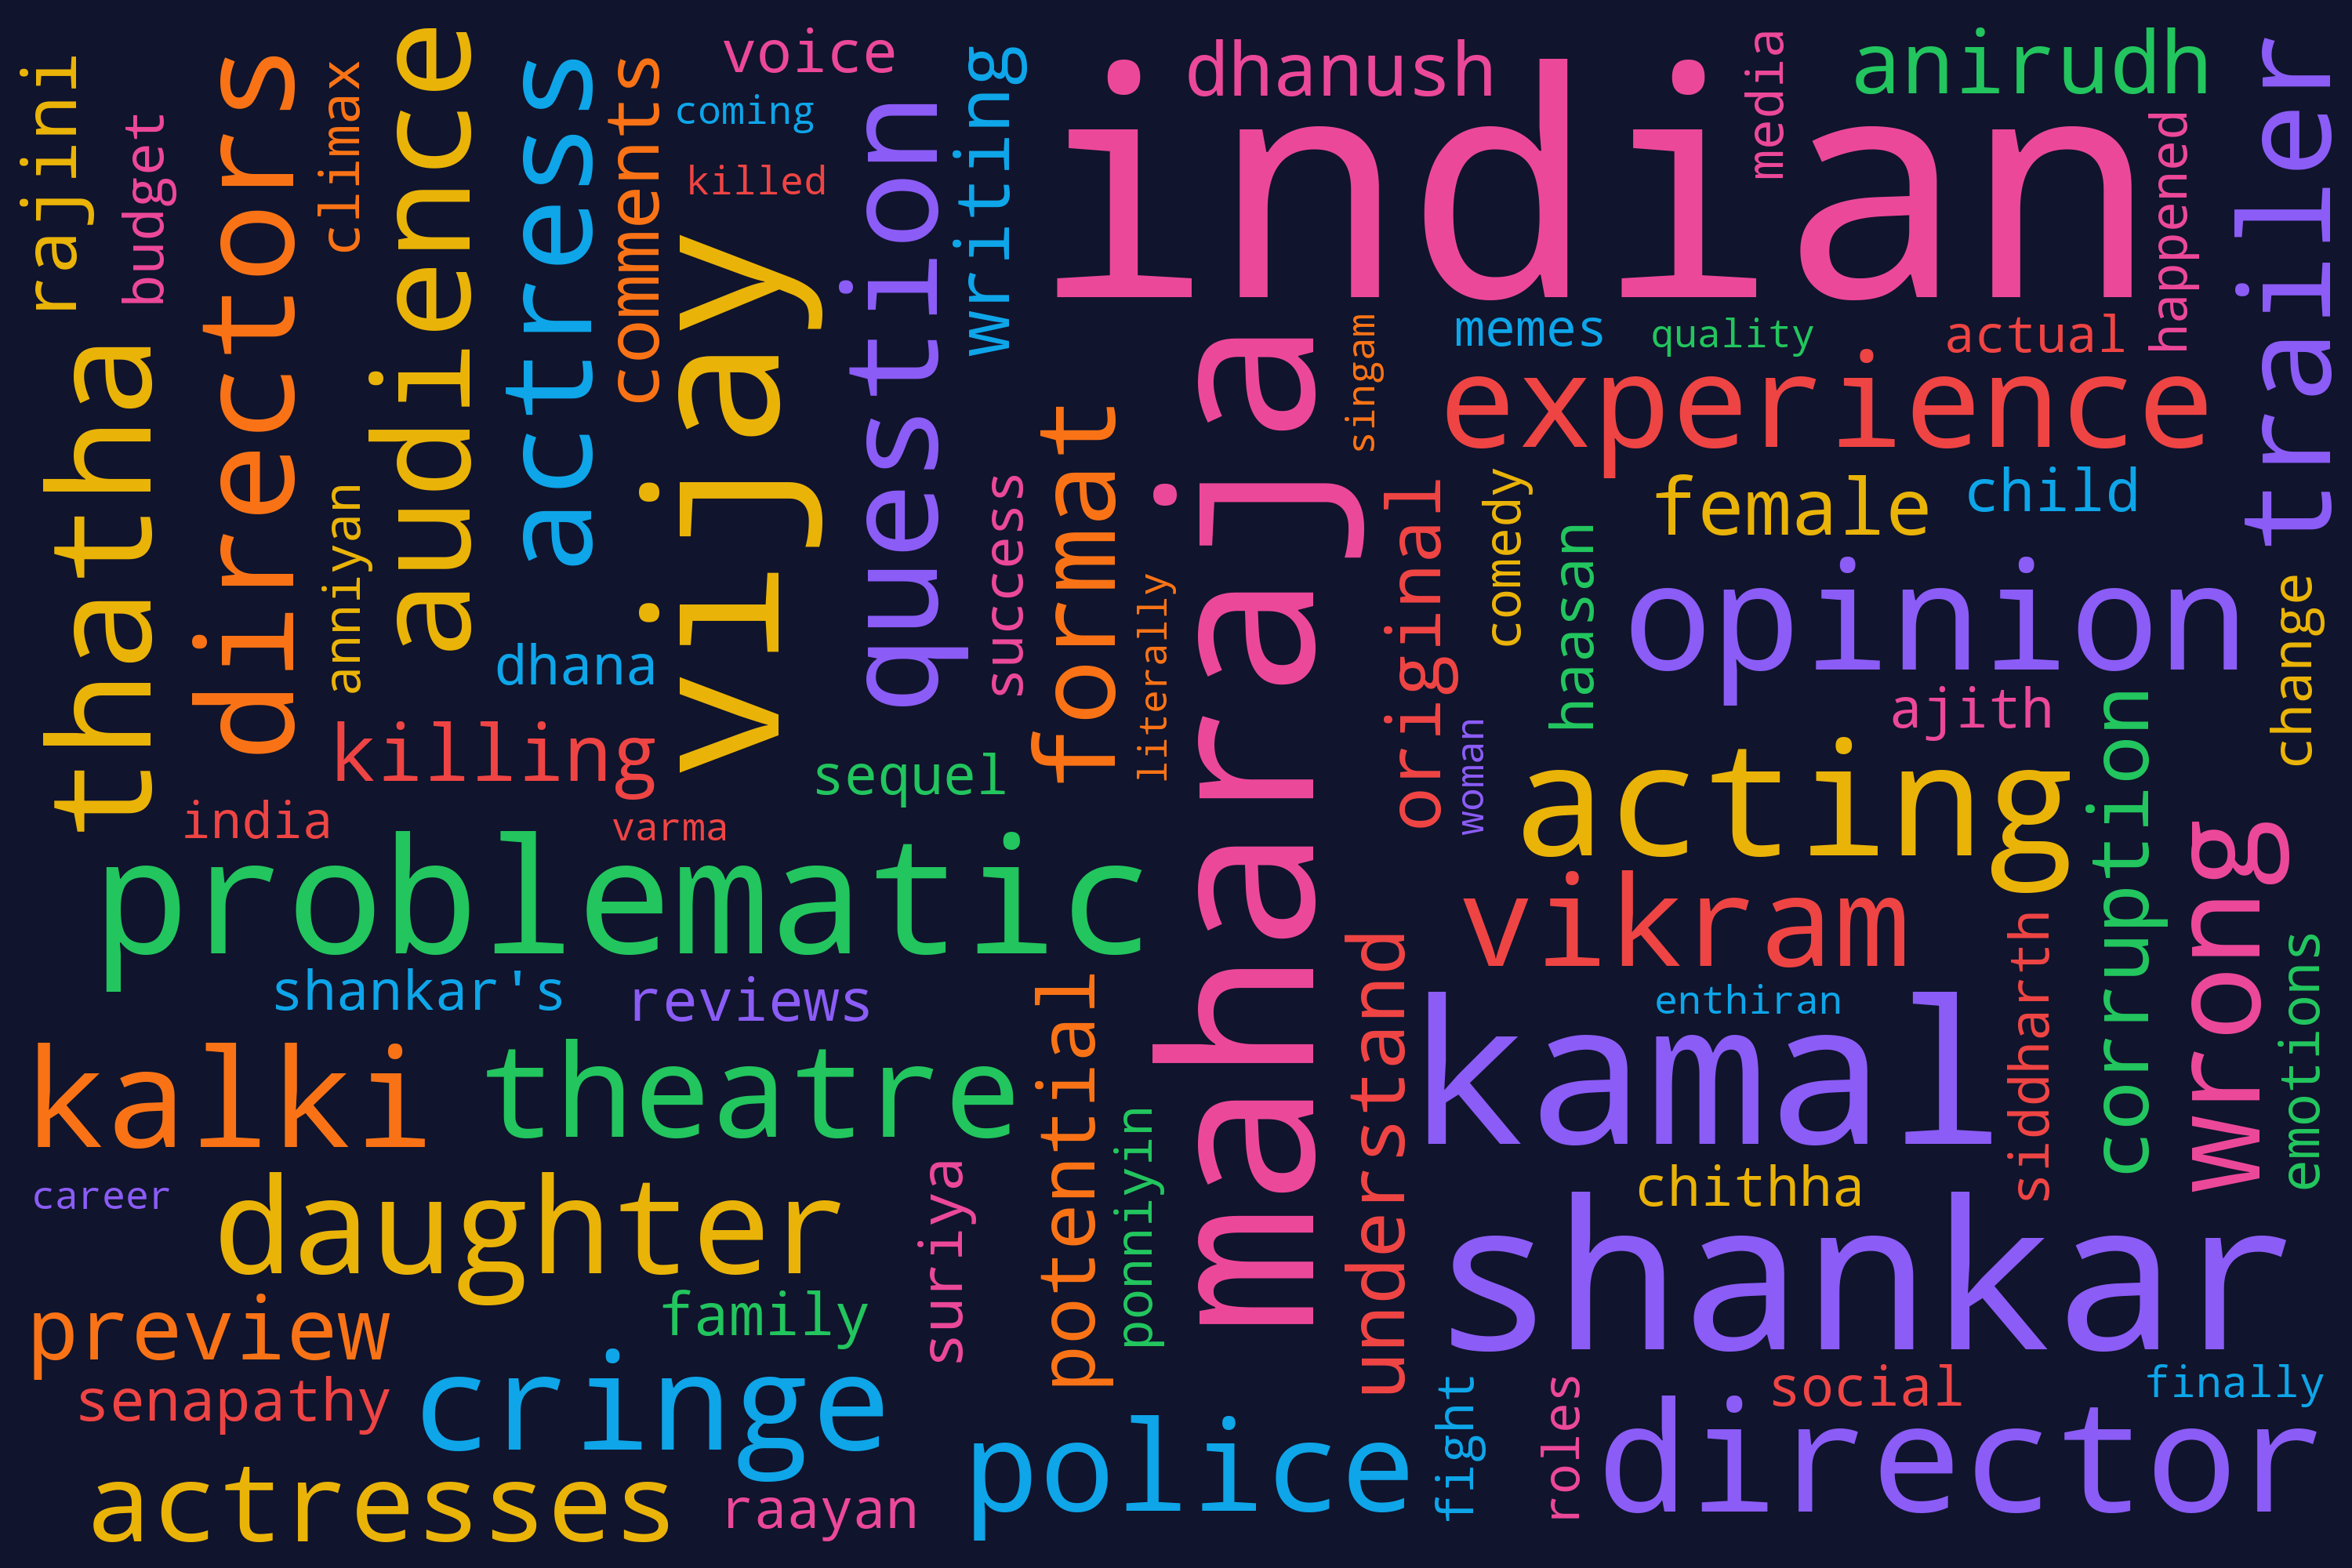 rajini
budget
directors
climax
audience
actress
comments
voice
coming
killed
writing
question
indian
dhanush
media
anirudh
happened
trailer
thatha
anniyan
vijay
dhana
killing
india
varma
success
sequel
format
literally
maharaja
singam
memes
quality
actual
experience
original
comedy
haasan
female
child
opinion
change
ajith
woman
acting
corruption
wrong
problematic
shankar's
reviews
vikram
enthiran
siddharth
emotions
kalki
theatre
potential
ponniyin
understand
kamal
chithha
career
daughter
suriya
family
preview
shankar
senapathy
cringe
social
finally
police
fight
roles
director
actresses
raayan